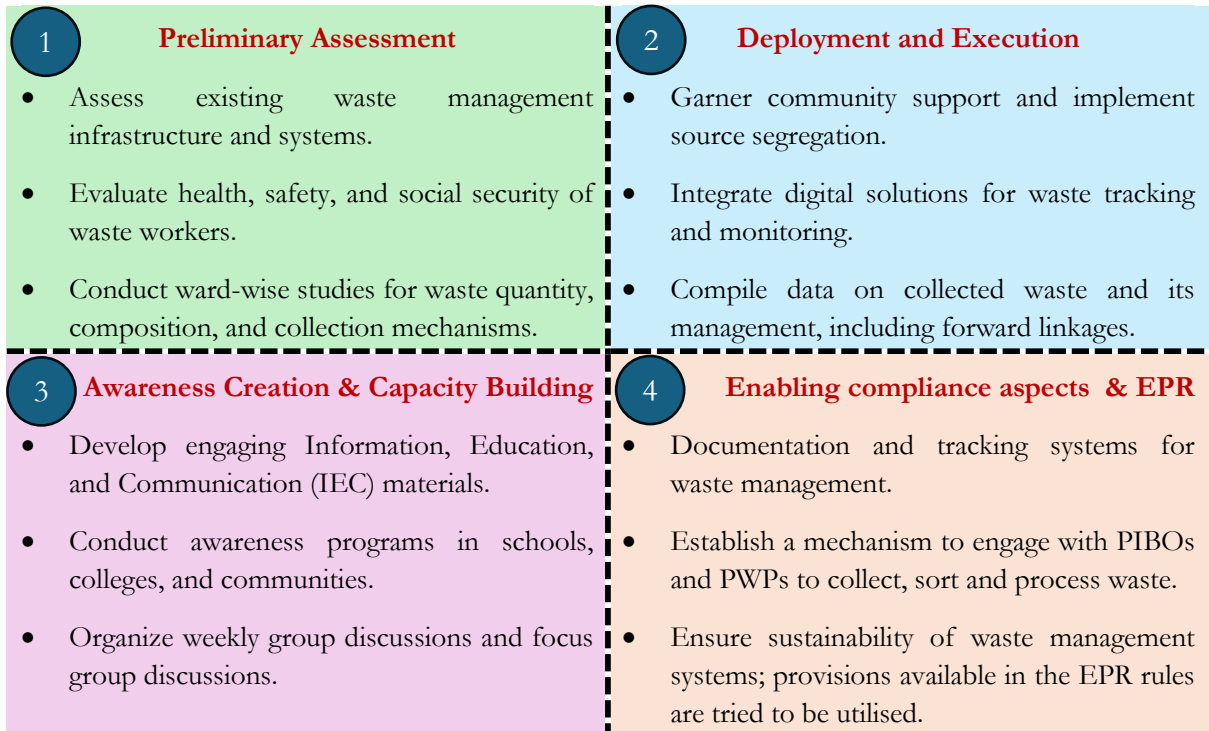 1
Preliminary Assessment
• Assess existing waste management
infrastructure and systems.
• Evaluate health, safety, and social security of
waste workers.
• Conduct ward-wise studies for waste quantity,
composition, and collection mechanisms.
2
Deployment and Execution
• Garner community support and implement
source segregation.
• Integrate digital solutions for waste tracking
and monitoring.
• Compile data on collected waste and its
management, including forward linkages.
3
Awareness Creation & Capacity Building
• Develop engaging Information, Education,
and Communication (IEC) materials.
• Conduct awareness programs in schools,
colleges, and communities.
• Organize weekly group discussions and focus
group discussions.
4
Enabling compliance aspects & EPR
• Documentation and tracking systems for
waste management.
• Establish a mechanism to engage with PIBOs
and PWPs to collect, sort and process waste.
• Ensure sustainability of waste management
systems; provisions available in the EPR rules
are tried to be utilised.